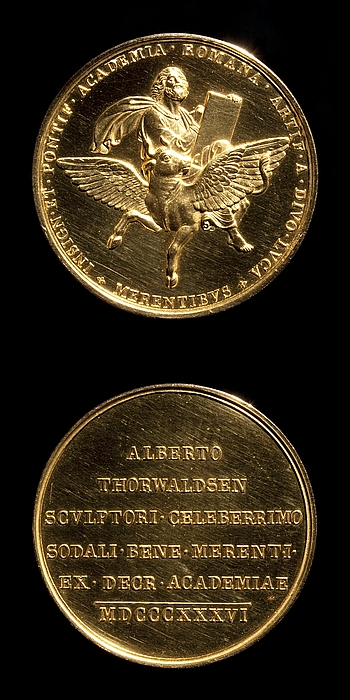 INSIGN·ET·PONTIF·ACADEMIA·ROMANA·ARTIF·A·DIVO·LVCA
MERENTIBVS
ALBERTO
THORWALDSEN
SCVLPTORI·CELEBERRIMO
SODALI·BENE·MERENTI·
EX·DECR·ACADEMIAE
MDCCCXXXVI